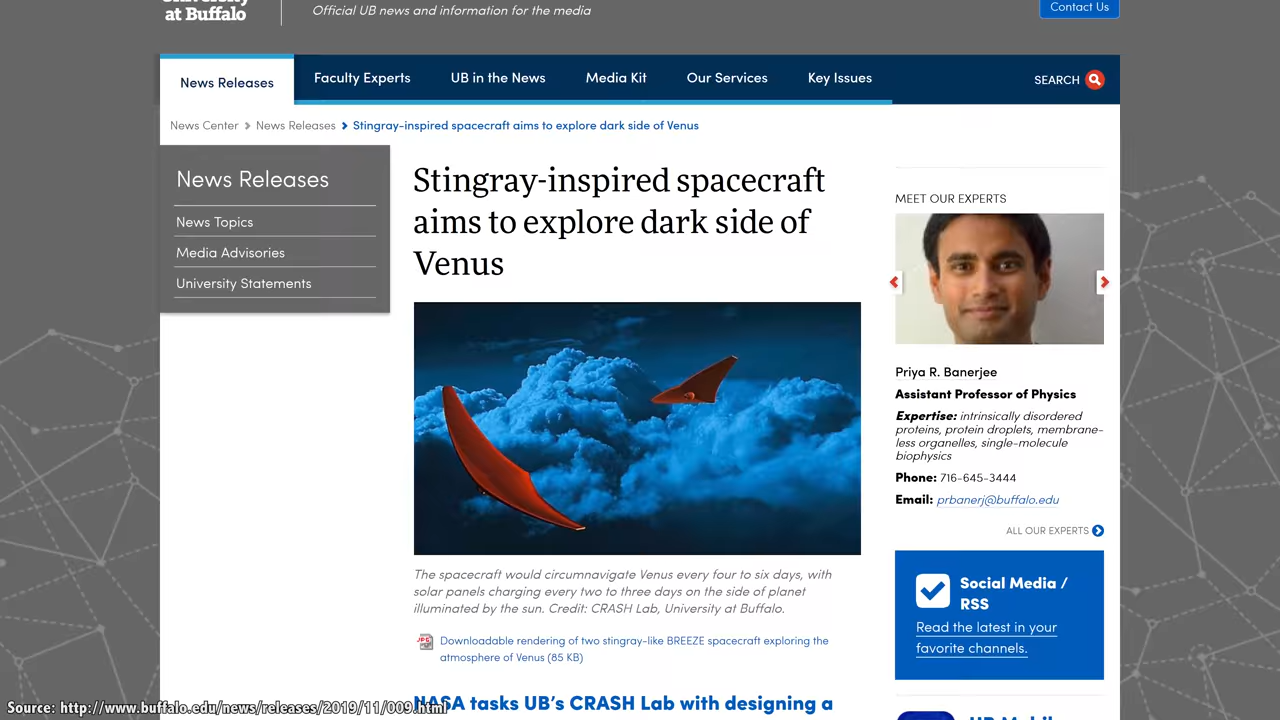 University
at Buffalo
Official UB news and information for the media
Contact Us
News Releases
Faculty Experts
UB in the News
Media Kit
Our Services
Key Issues
SEARCH
News Center
News Releases
Stingray-inspired spacecraft aims to explore dark side of Venus
News Releases
News Topics
Media Advisories
University Statements
Stingray-inspired spacecraft
aims to explore dark side of
Venus
The spacecraft would circumnavigate Venus every four to six days, with
solar panels charging every two to three days on the side of planet
illuminated by the sun. Credit: CRASH Lab, University at Buffalo.
JPG
Downloadable rendering of two stingray-like BREEZE spacecraft exploring the
atmosphere of Venus (85 KB)
NASA tasks UB’s CRASH Lab with designing a
MEET OUR EXPERTS
Priya R. Banerjee
Assistant Professor of Physics
Expertise: intrinsically disordered
proteins, protein droplets, membrane-
less organelles, single-molecule
biophysics
Phone: 716-645-3444
Email: prbanerj@buffalo.edu
ALL OUR EXPERTS
Social Media /
RSS
Read the latest in your
favorite channels.
UB Mobile
Source: http://www.buffalo.edu/news/releases/2019/11/009.html